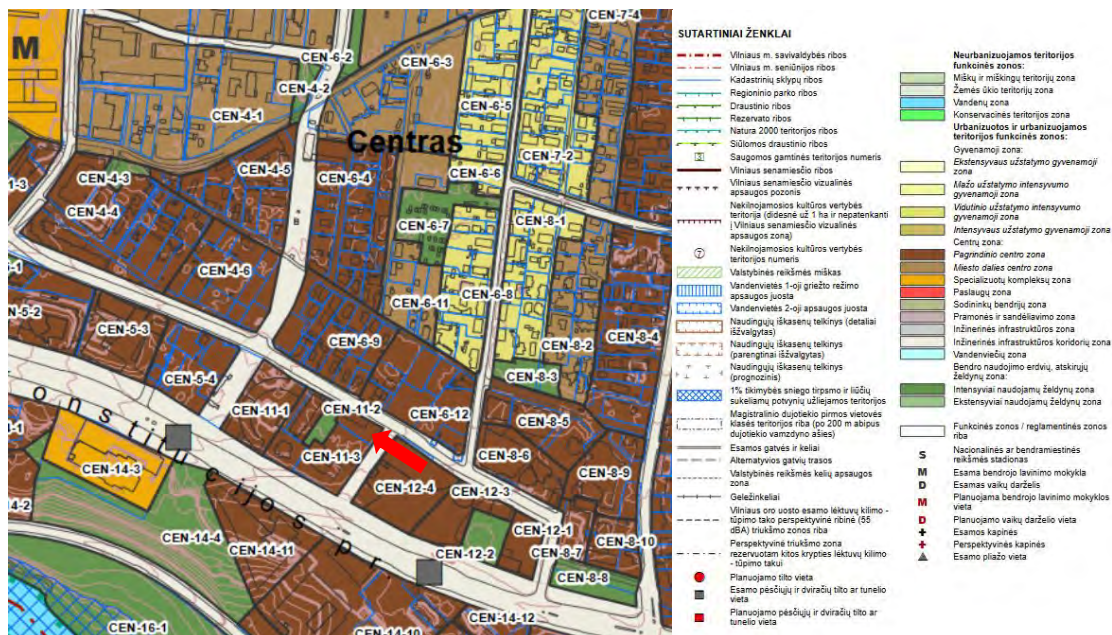 M
CEN-6-2
CEN-6-3
CEN-7-4
CEN-4-2
CEN-4-1
CEN-6-5
Centras
CEN-7-2
CEN-4-5
CEN-4-3
CEN-6-4
CEN-6-6
1-3
CEN-4-4
CEN-6-7
CEN-8-1
6-1
CEN-4-6
CEN-6-8
CEN-6-11
5-2
CEN-5-3
CEN-8-4
CEN-6-9
CEN-8-2
CEN-5-4
CEN-8-3
CEN-11-1
CEN-11-2
CEN-6-12
CEN-8-5
onstitucijos pr.
4-1
CEN-11-3
CEN-8-6
CEN-14-3
CEN-12-4
CEN-12-3
CEN-8-9
14-2
CEN-14-4
CEN-12-1
CEN-8-10
CEN-14-11
CEN-12-2
CEN-8-7
CEN-8-8
CEN-14-12
CEN-16-1
CEN-14-10
SUTARTINIAI ŽENKLAI
Vilniaus m. savivaldybės ribos
Vilniaus m. seniūnijos ribos
Kadastrinių sklypų ribos
Regioninio parko ribos
Draustinio ribos
Rezervato ribos
Natura 2000 teritorijos ribos
Siūlomos draustinio ribos
Saugomos gamtinės teritorijos numeris
Vilniaus senamiesčio ribos
Vilniaus senamiesčio vizualinės
apsaugos pozonis
Nekilnojamosios kultūros vertybės
teritorija (didesnė už 1 ha ir nepatenkanti
į Vilniaus senamiesčio vizualinės
apsaugos zoną)
7
Nekilnojamosios kultūros vertybės
teritorijos numeris
Valstybinės reikšmės miškas
Vandenvietės 1-oji griežto režimo
apsaugos juosta
Vandenvietės 2-oji apsaugos juosta
Naudingųjų iškasenų telkinys (detaliai
išžvalgytas)
Naudingųjų iškasenų telkinys
(parengtinai išžvalgytas)
Naudingųjų iškasenų telkinys
(prognozinis)
1% tikimybės sniego tirpsmo ir liūčių
sukeliamų potvynių užliejamos teritorijos
Magistralinio dujotiekio pirmos vietovės
klasės teritorijos riba (po 200 m abipus
dujotiekio vamzdyno ašies)
Esamos gatvės ir keliai
Alternatyvios gatvių trasos
Valstybinės reikšmės kelių apsaugos
zona
Geležinkeliai
Vilniaus oro uosto esamo lėktuvų kilimo -
tūpimo tako perspektyvinė ribinė (55
dBA) triukšmo zonos riba
Perspektyvinė triukšmo zona
rezervuotam kitos krypties lėktuvų kilimo
- tūpimo takui
Planuojamo tilto vieta
Esamo pėsčiųjų ir dviračių tilto ar tunelio
vieta
Planuojamo pėsčiųjų ir dviračių tilto ar
tunelio vieta
Neurbanizuojamos teritorijos
funkcinės zonos:
Miškų ir miškingų teritorijų zona
Žemės ūkio teritorijų zona
Vandenų zona
Konservacinės teritorijos zona
Urbanizuotos ir urbanizuojamos
teritorijos funkcinės zonos:
Gyvenamoji zona:
Ekstensyvaus užstatymo gyvenamoji
zona
Mažo užstatymo intensyvumo
gyvenamoji zona
Vidutinio užstatymo intensyvumo
gyvenamoji zona
Intensyvaus užstatymo gyvenamoji zona
Centrų zona:
Pagrindinio centro zona
Miesto dalies centro zona
Specializuotų kompleksų zona
Paslaugų zona
Sodininkų bendrijų zona
Pramonės ir sandėliavimo zona
Inžinerinės infrastruktūros zona
Inžinerinės infrastruktūros koridorių zona
Vandenviečių zona
Bendro naudojimo erdvių, atskirųjų
želdynų zona:
Intensyviai naudojamų želdynų zona
Ekstensyviai naudojamų želdynų zona
Funkcinės zonos / reglamentinės zonos
riba
S Nacionalinės ar bendramiestinės
reikšmės stadionas
M Esama bendrojo lavinimo mokykla
D Esamas vaikų darželis
M Planuojama bendrojo lavinimo mokyklos
vieta
D Planuojamo vaikų darželio vieta
Esamos kapinės
Perspektyvinės kapinės
Esamo pliažo vieta